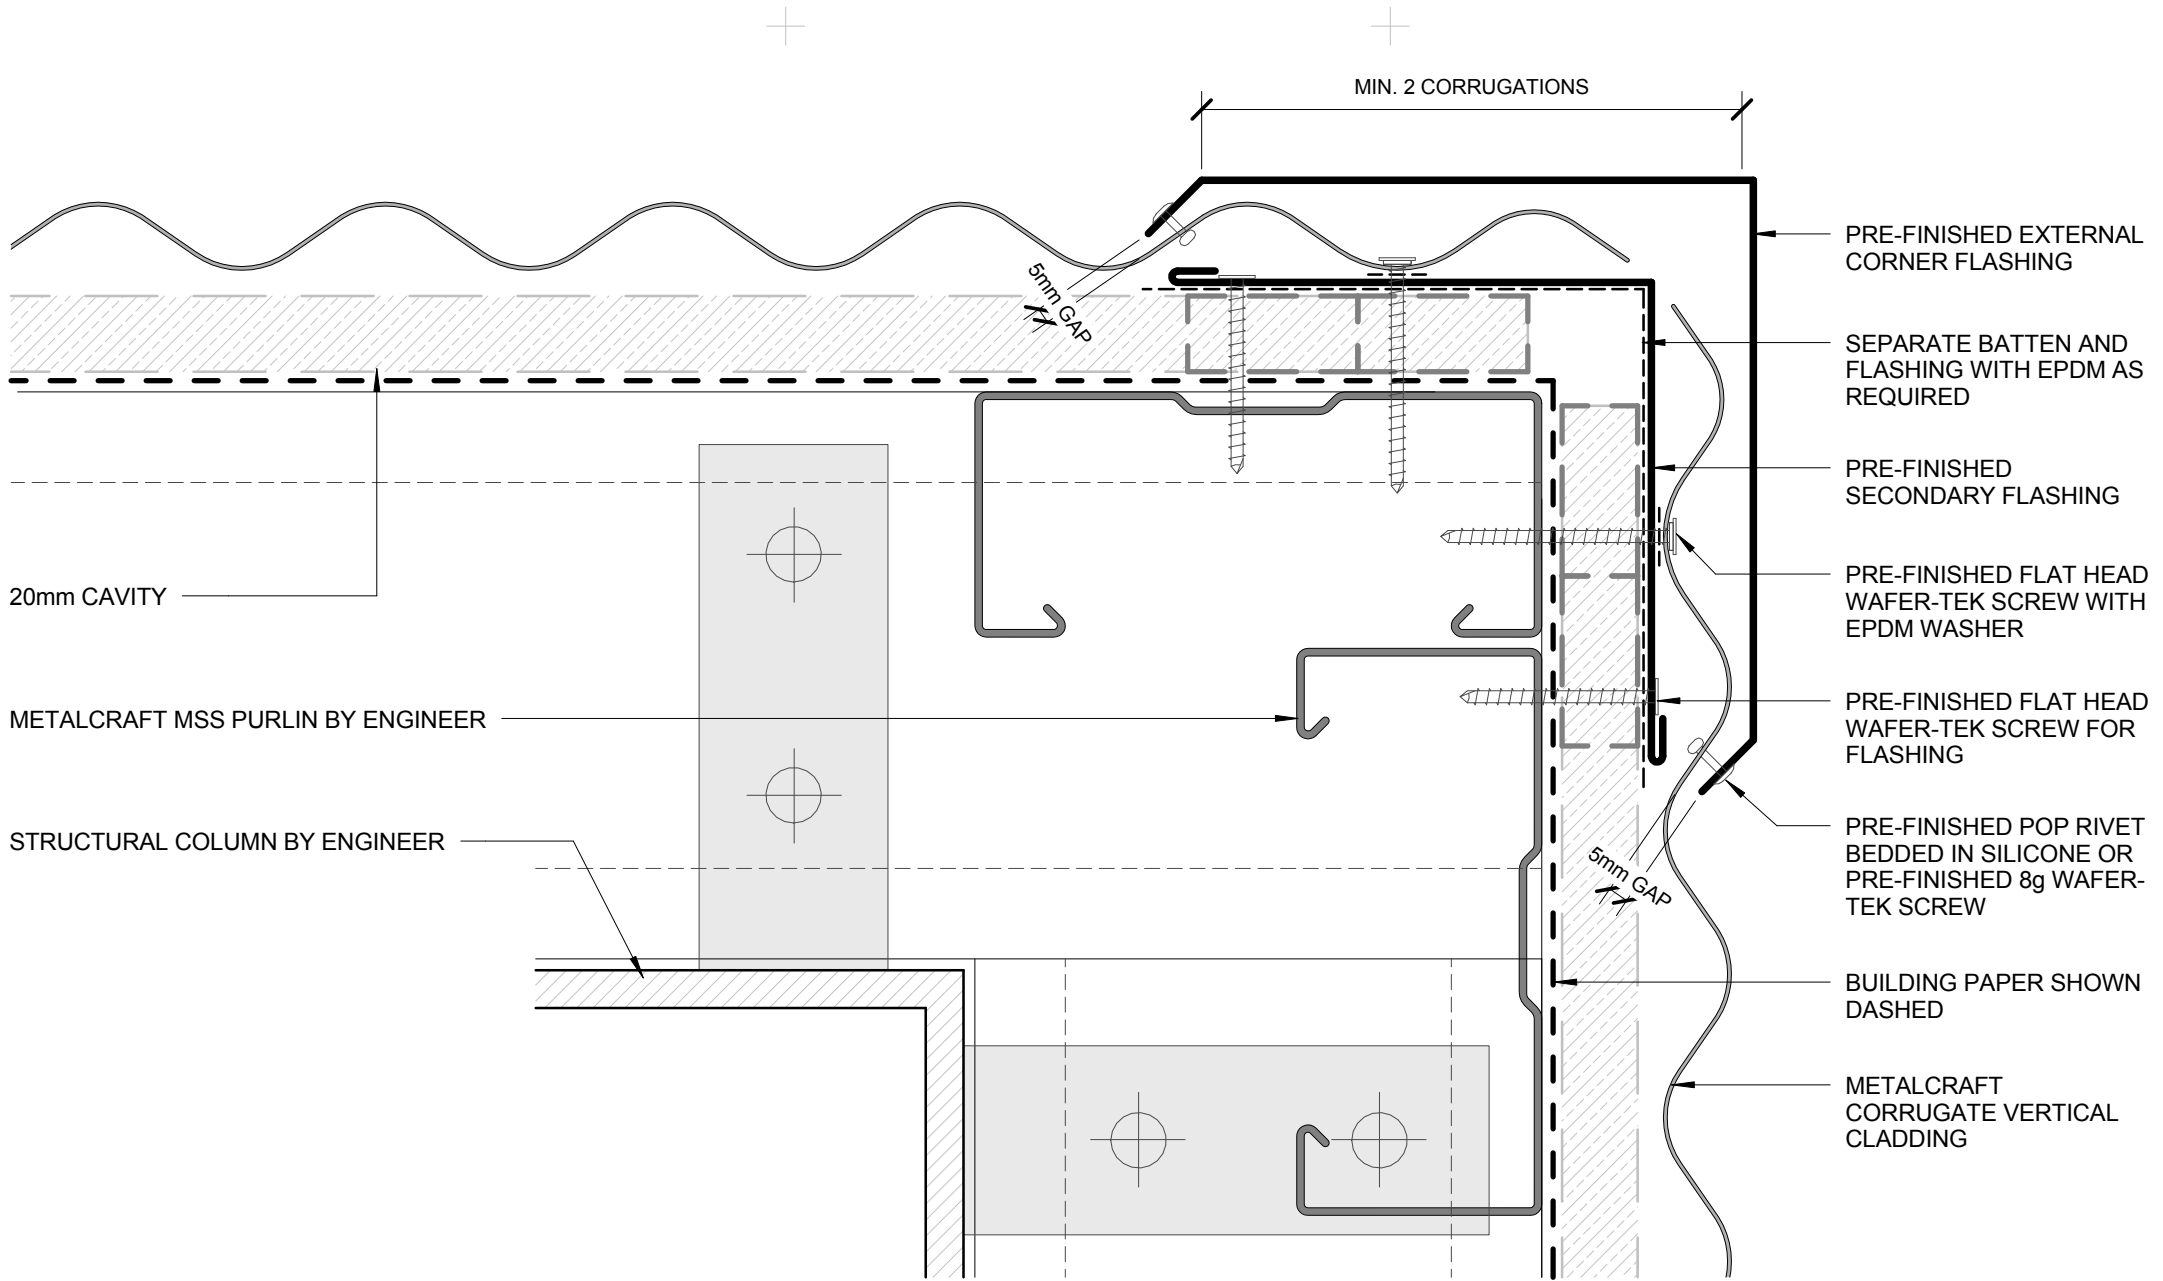 MIN. 2 CORRUGATIONS
PRE-FINISHED EXTERNAL
CORNER FLASHING
5mm GAP
SEPARATE BATTEN AND
FLASHING WITH EPDM AS
REQUIRED
PRE-FINISHED
SECONDARY FLASHING
20mm CAVITY
PRE-FINISHED FLAT HEAD
WAFER-TEK SCREW WITH
EPDM WASHER
METALCRAFT MSS PURLIN BY ENGINEER
PRE-FINISHED FLAT HEAD
WAFER-TEK SCREW FOR
FLASHING
STRUCTURAL COLUMN BY ENGINEER
PRE-FINISHED POP RIVET
BEDDED IN SILICONE OR
PRE-FINISHED 8g WAFER-
TEK SCREW
5mm GAP
BUILDING PAPER SHOWN
DASHED
METALCRAFT
CORRUGATE VERTICAL
CLADDING